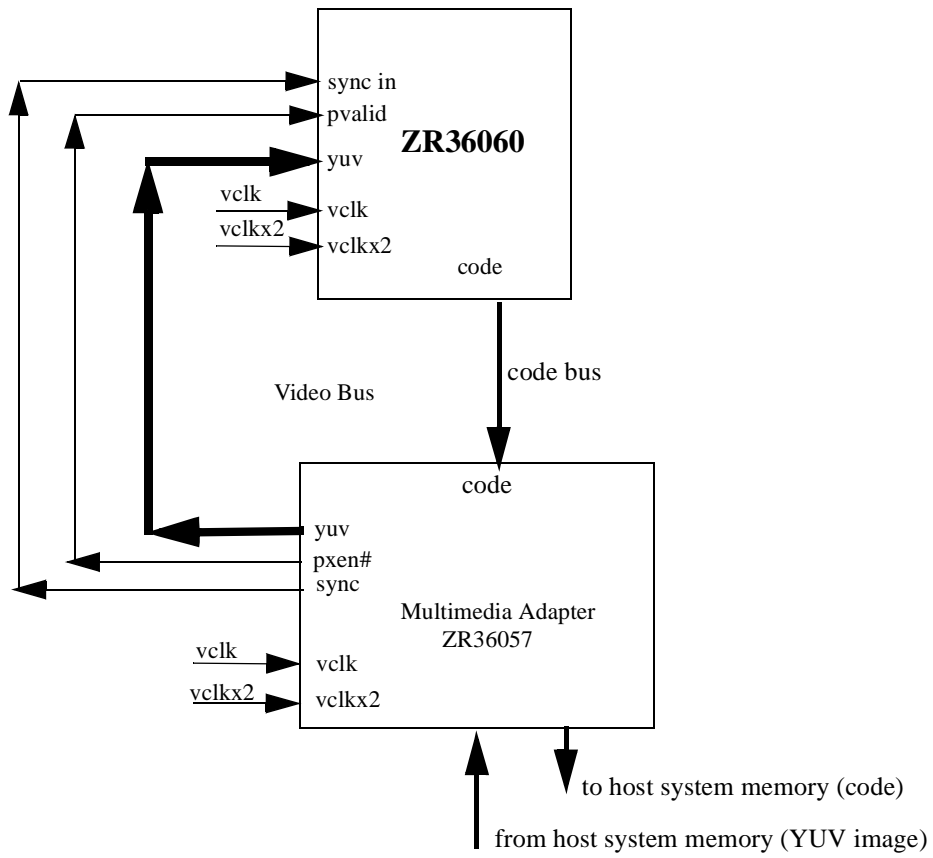 sync in
pvalid
ZR36060
yuv
vclk
vclk
vclkx2
vclkx2
code
code bus
Video Bus
code
yuv
pxen#
sync
Multimedia Adapter
ZR36057
vclk
vclk
vclkx2
vclkx2
to host system memory (code)
from host system memory (YUV image)